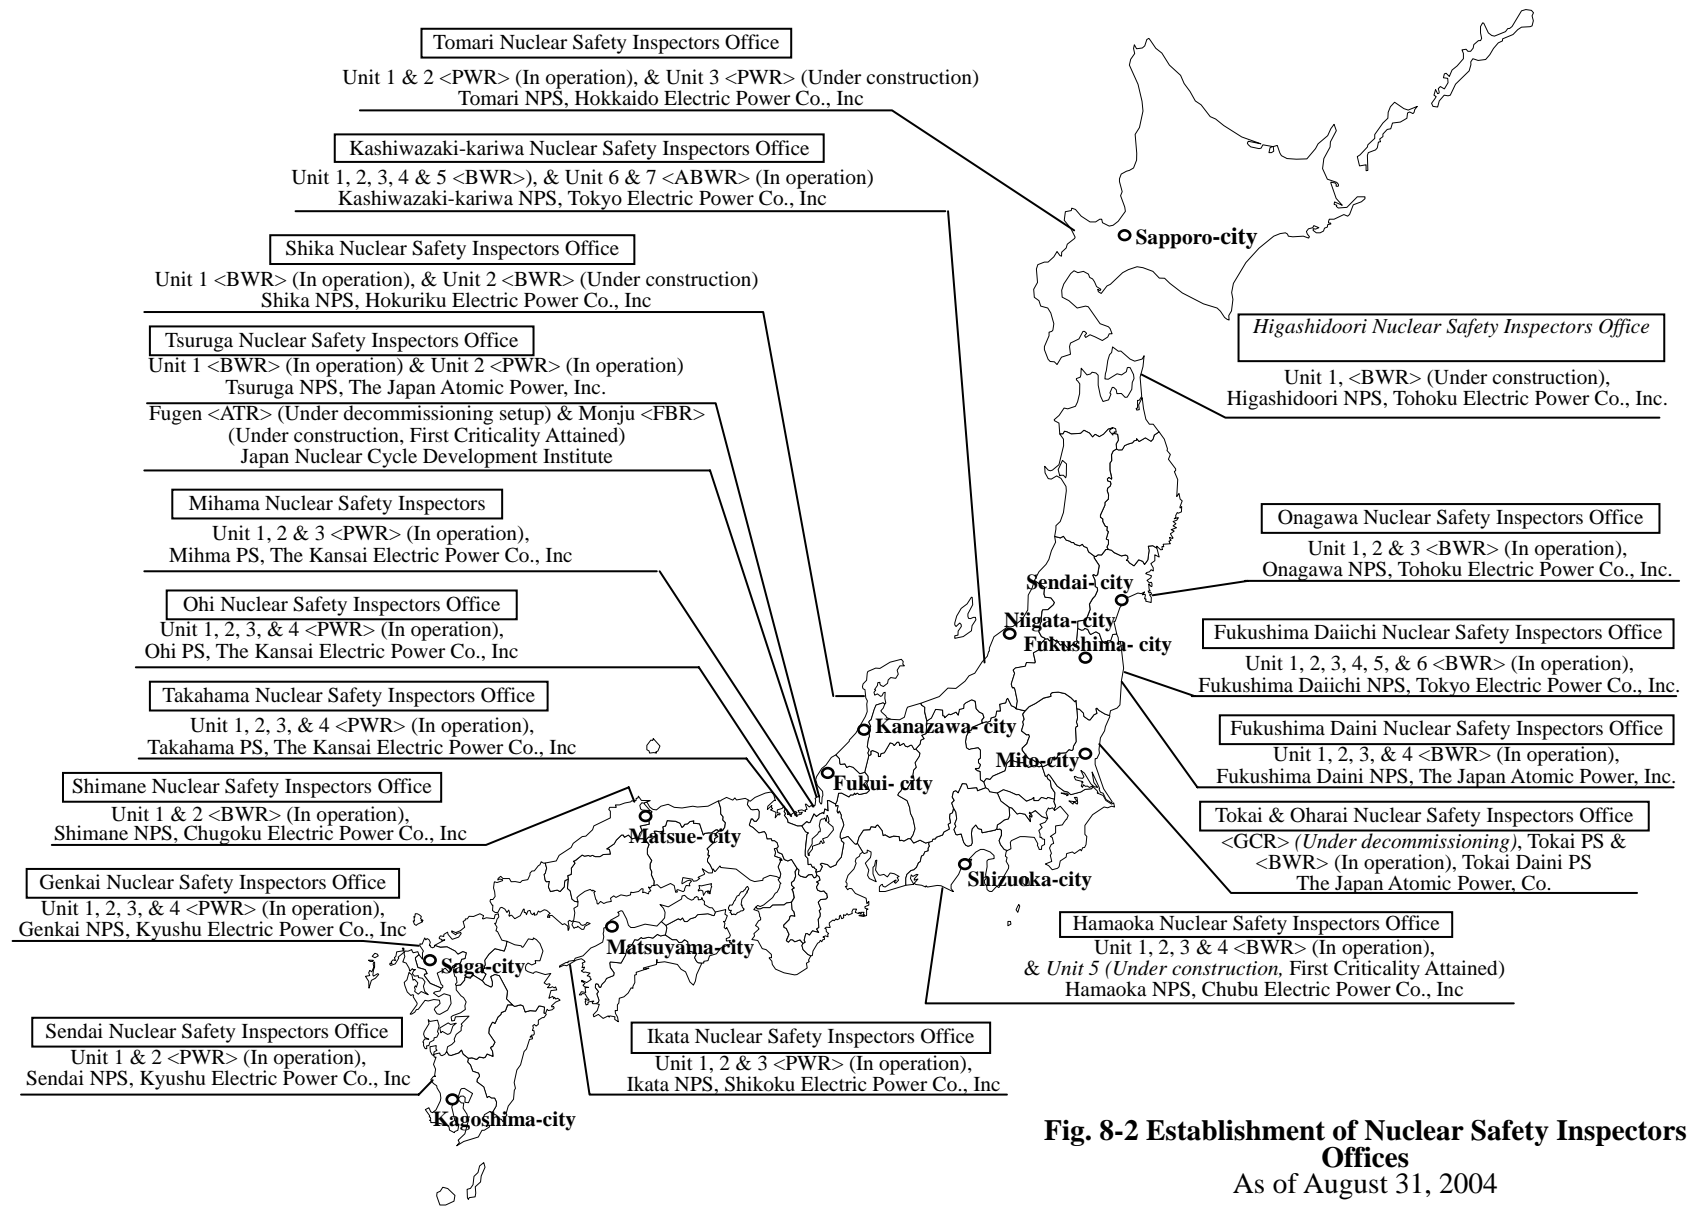 Tomari Nuclear Safety Inspectors Office
Unit 1 & 2 <PWR> (In operation), & Unit 3 <PWR> (Under construction)
Tomari NPS, Hokkaido Electric Power Co., Inc
Kashiwazaki-kariwa Nuclear Safety Inspectors Office
Unit 1, 2, 3, 4 & 5 <BWR>), & Unit 6 & 7 <ABWR> (In operation)
Kashiwazaki-kariwa NPS, Tokyo Electric Power Co., Inc
Shika Nuclear Safety Inspectors Office
Unit 1 <BWR> (In operation), & Unit 2 <BWR> (Under construction)
Shika NPS, Hokuriku Electric Power Co., Inc
Tsuruga Nuclear Safety Inspectors Office
Unit 1 <BWR> (In operation) & Unit 2 <PWR> (In operation)
Tsuruga NPS, The Japan Atomic Power, Inc.
Fugen <ATR> (Under decommissioning setup) & Monju <FBR>
(Under construction, First Criticality Attained)
Japan Nuclear Cycle Development Institute
Mihama Nuclear Safety Inspectors
Unit 1, 2 & 3 <PWR> (In operation),
Mihma PS, The Kansai Electric Power Co., Inc
Ohi Nuclear Safety Inspectors Office
Unit 1, 2, 3, & 4 <PWR> (In operation),
Ohi PS, The Kansai Electric Power Co., Inc
Takahama Nuclear Safety Inspectors Office
Unit 1, 2, 3, & 4 <PWR> (In operation),
Takahama PS, The Kansai Electric Power Co., Inc
Shimane Nuclear Safety Inspectors Office
Unit 1 & 2 <BWR> (In operation),
Shimane NPS, Chugoku Electric Power Co., Inc
Genkai Nuclear Safety Inspectors Office
Unit 1, 2, 3, & 4 <PWR> (In operation),
Genkai NPS, Kyushu Electric Power Co., Inc
Sendai Nuclear Safety Inspectors Office
Unit 1 & 2 <PWR> (In operation),
Sendai NPS, Kyushu Electric Power Co., Inc
Sapporo-city
Sendai- city
Niigata- city
Fukushima- city
Kanazawa- city
Mito-city
Fukui- city
Matsue- city
Shizuoka-city
Matsuyama-city
Saga-city
Kagoshima-city
Higashidoori Nuclear Safety Inspectors Office
Unit 1, <BWR> (Under construction),
Higashidoori NPS, Tohoku Electric Power Co., Inc.
Onagawa Nuclear Safety Inspectors Office
Unit 1, 2 & 3 <BWR> (In operation),
Onagawa NPS, Tohoku Electric Power Co., Inc.
Fukushima Daiichi Nuclear Safety Inspectors Office
Unit 1, 2, 3, 4, 5, & 6 <BWR> (In operation),
Fukushima Daiichi NPS, Tokyo Electric Power Co., Inc.
Fukushima Daini Nuclear Safety Inspectors Office
Unit 1, 2, 3, & 4 <BWR> (In operation),
Fukushima Daini NPS, The Japan Atomic Power, Inc.
Tokai & Oharai Nuclear Safety Inspectors Office
<GCR> (Under decommissioning), Tokai PS &
<BWR> (In operation), Tokai Daini PS
The Japan Atomic Power, Co.
Hamaoka Nuclear Safety Inspectors Office
Unit 1, 2, 3 & 4 <BWR> (In operation),
& Unit 5 (Under construction, First Criticality Attained)
Hamaoka NPS, Chubu Electric Power Co., Inc
Ikata Nuclear Safety Inspectors Office
Unit 1, 2 & 3 <PWR> (In operation),
Ikata NPS, Shikoku Electric Power Co., Inc
Fig. 8-2 Establishment of Nuclear Safety Inspectors
Offices
As of August 31, 2004